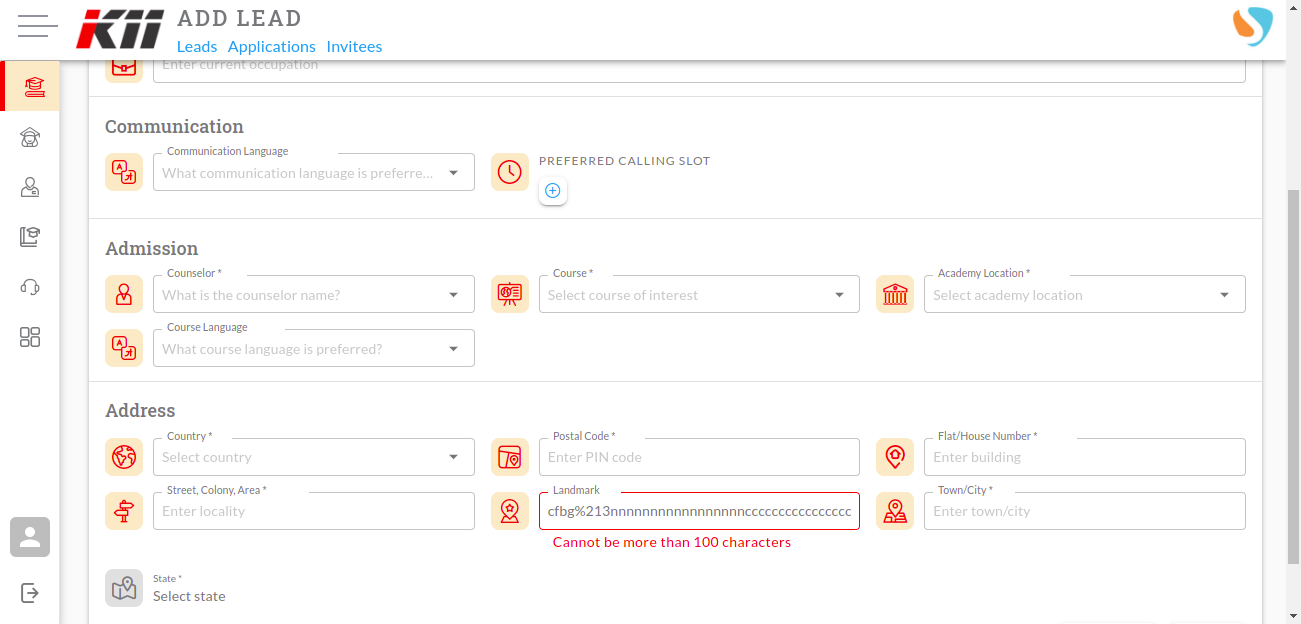 KTI
ADD LEAD
Leads Applications Invitees
Enter current occupation
Communication
Communication Language
What communication language is preferre...
PREFERRED CALLING SLOT
Admission
Counselor *
What is the counselor name?
Course *
Select course of interest
Academy Location *
Select academy location
Course Language
What course language is preferred?
Address
Country *
Select country
Postal Code *
Enter PIN code
Flat/House Number *
Enter building
Street, Colony, Area *
Enter locality
Landmark
cfbg%213nnnnnnnnnnnnnnnnnccccccccccccccccc
Cannot be more than 100 characters
Town/City *
Enter town/city
State *
Select state